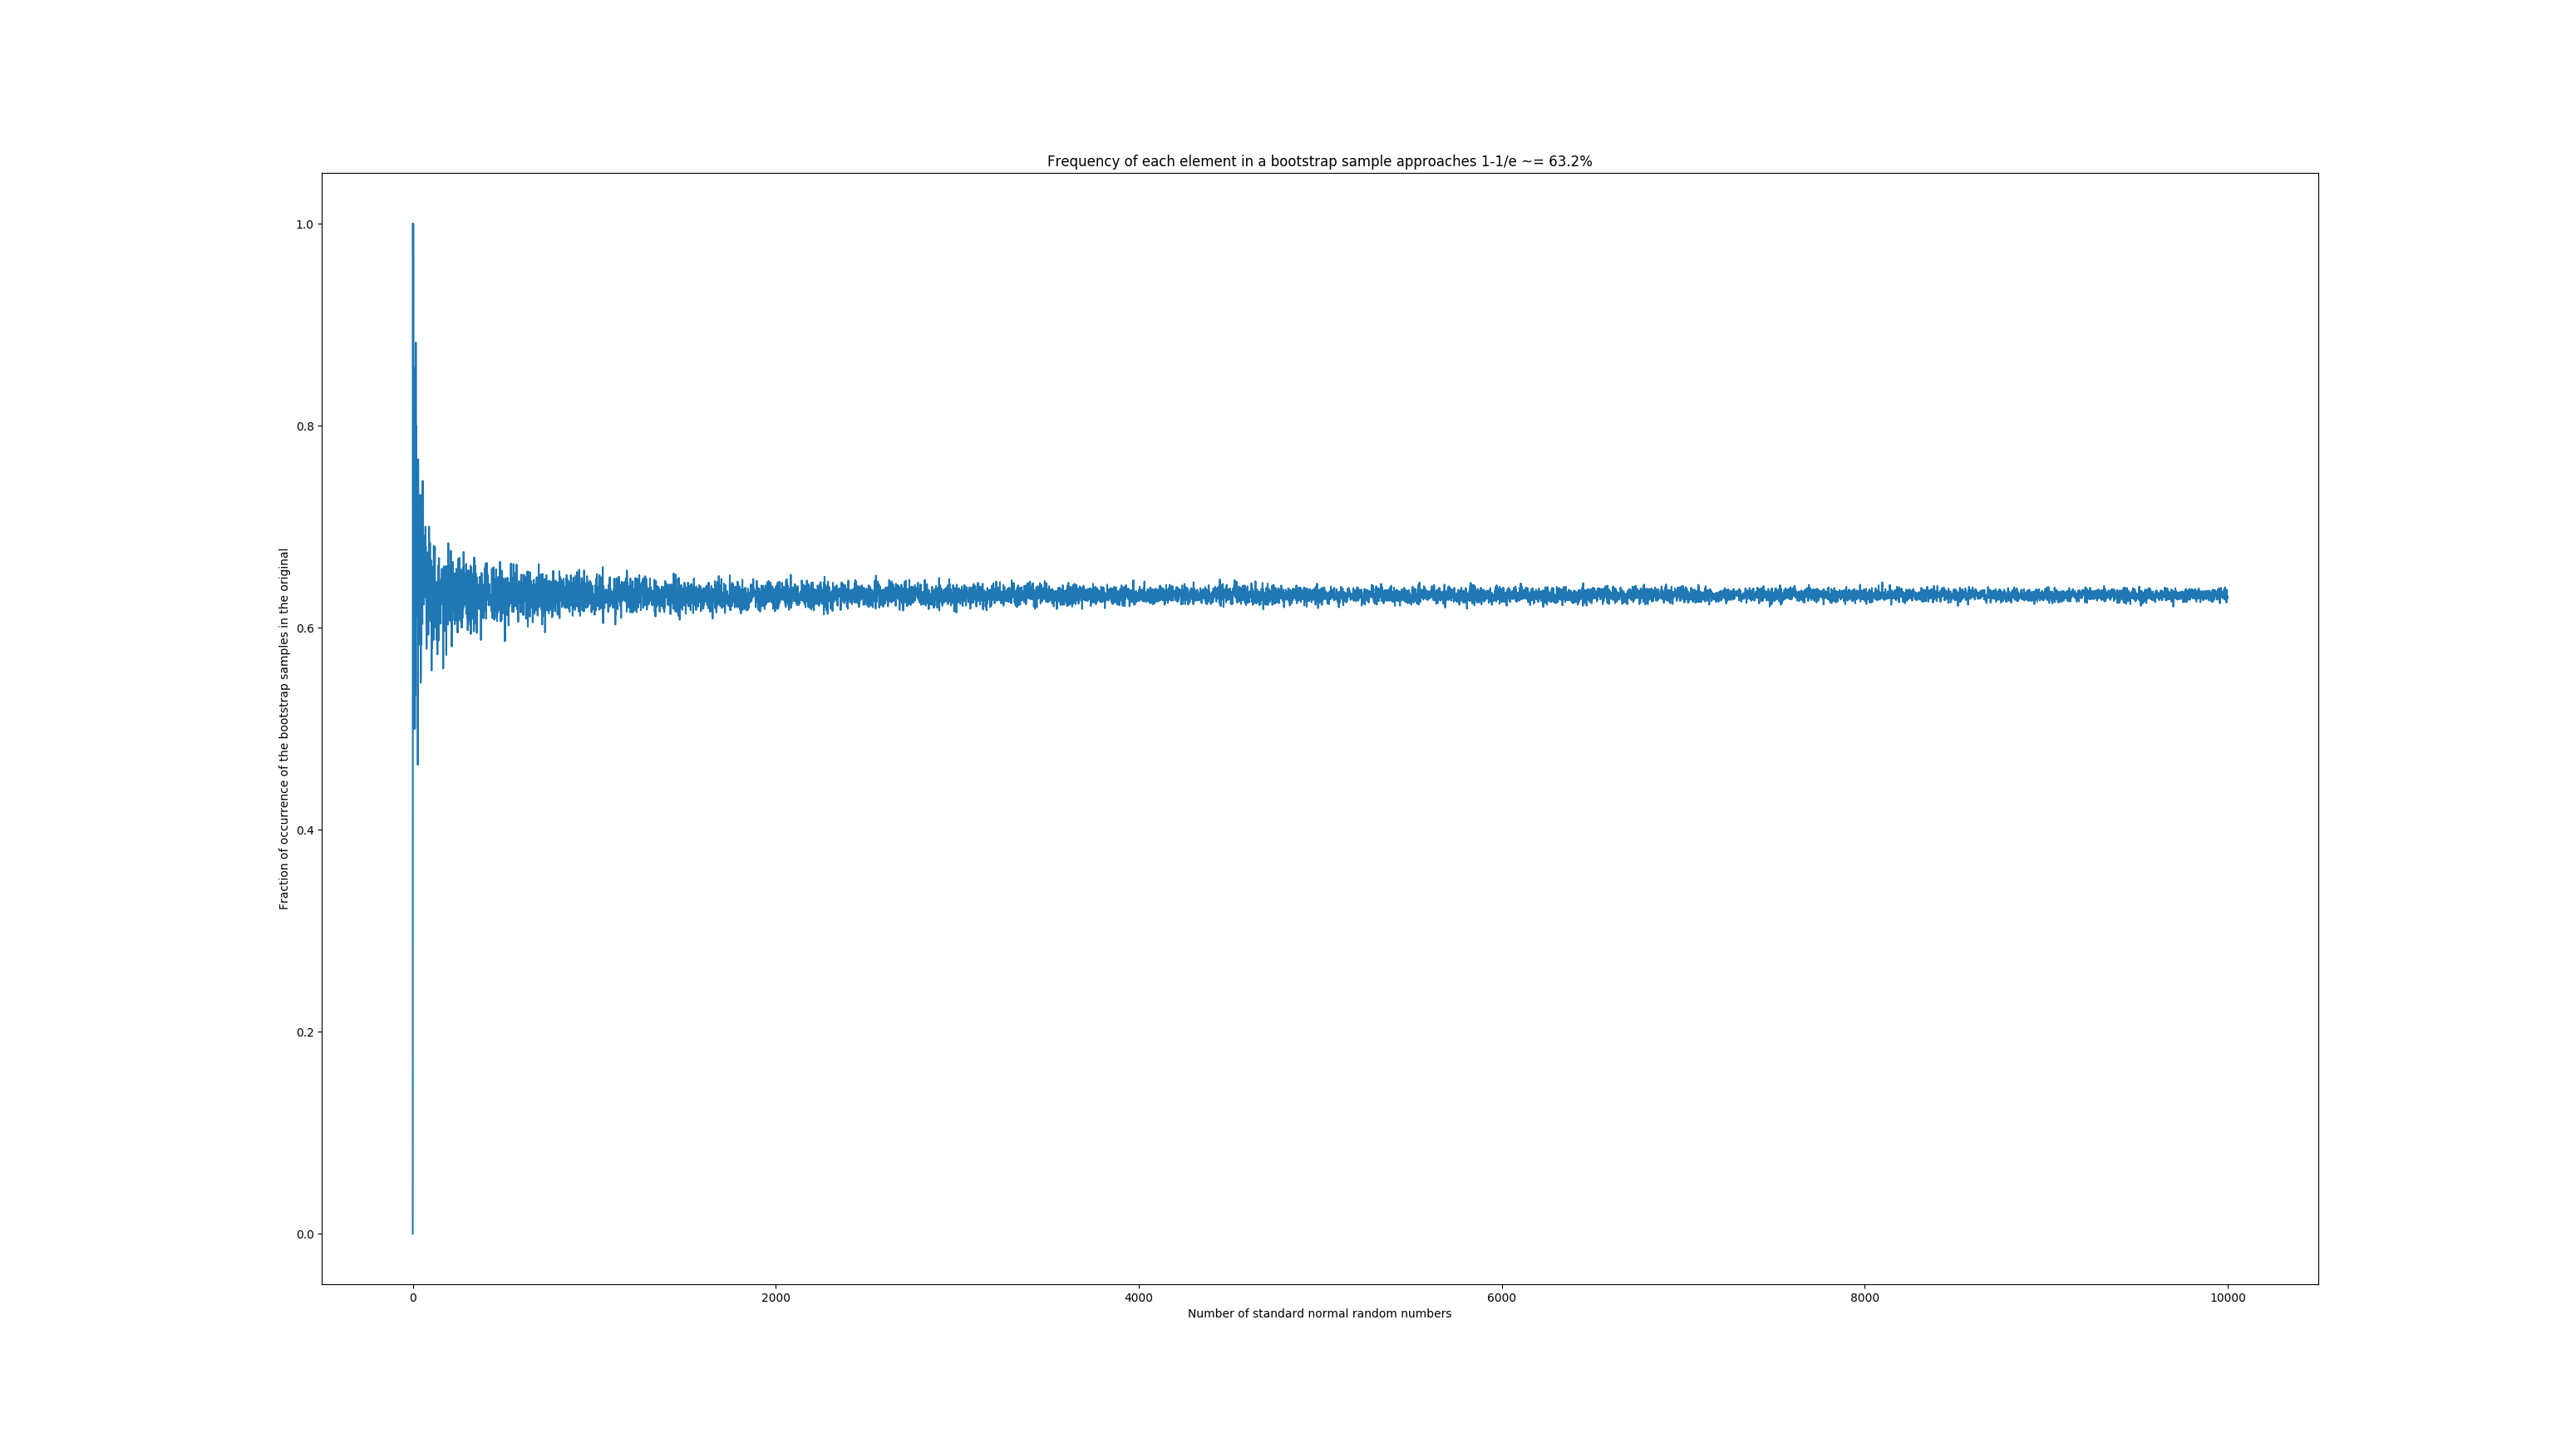 Frequency of each element in a bootstrap sample approaches 1-1/e ~= 63.2%
1.0
0.8
0.6
0.4
0.2
0.0
Fraction of occurrence of the bootstrap samples in the original
0 2000 4000 6000 8000 10000
Number of standard normal random numbers